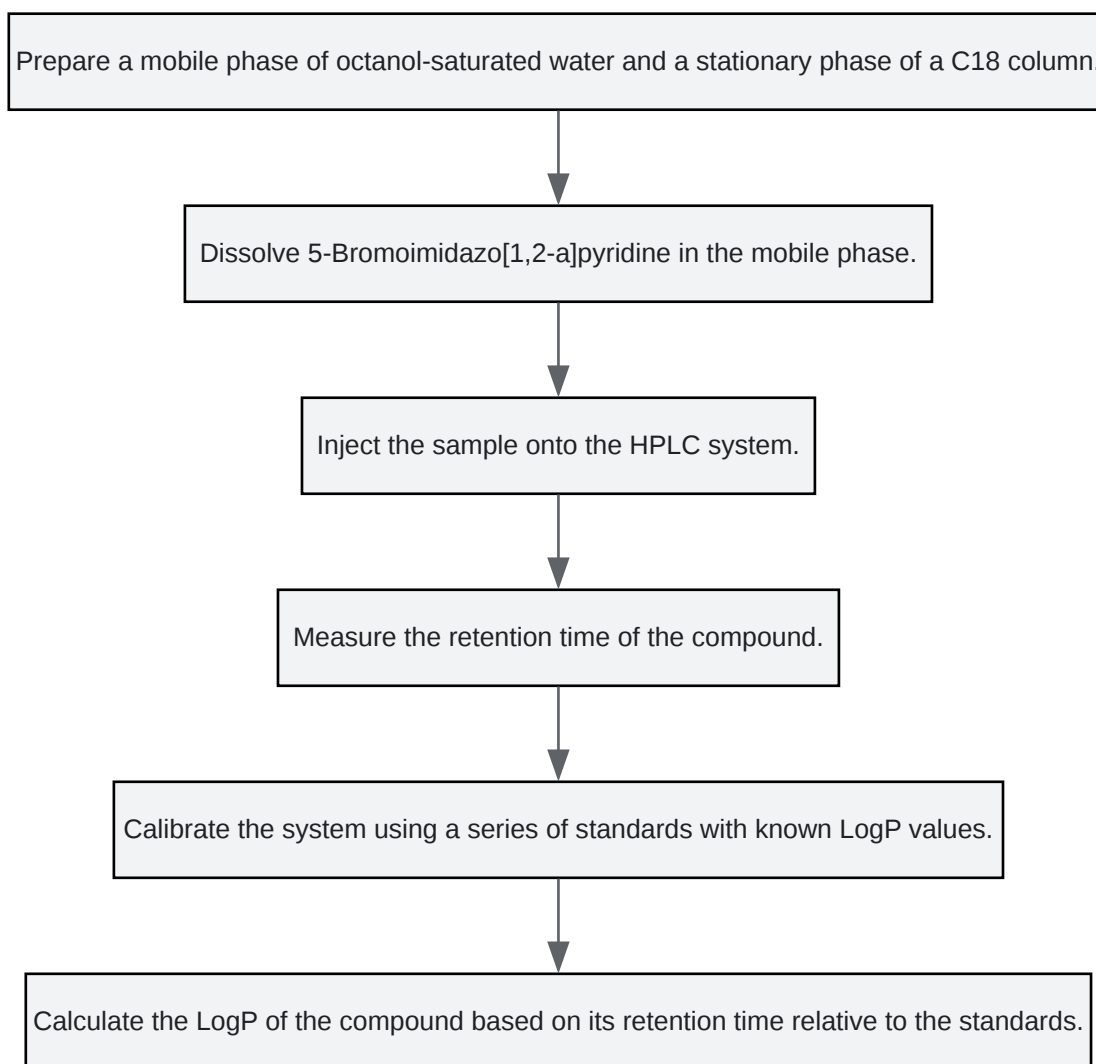 Prepare a mobile phase of octanol-saturated water and a stationary phase of a C18 column.
Dissolve 5-Bromoimidazo[1,2-a]pyridine in the mobile phase.
Inject the sample onto the HPLC system.
Measure the retention time of the compound.
Calibrate the system using a series of standards with known LogP values.
Calculate the LogP of the compound based on its retention time relative to the standards.